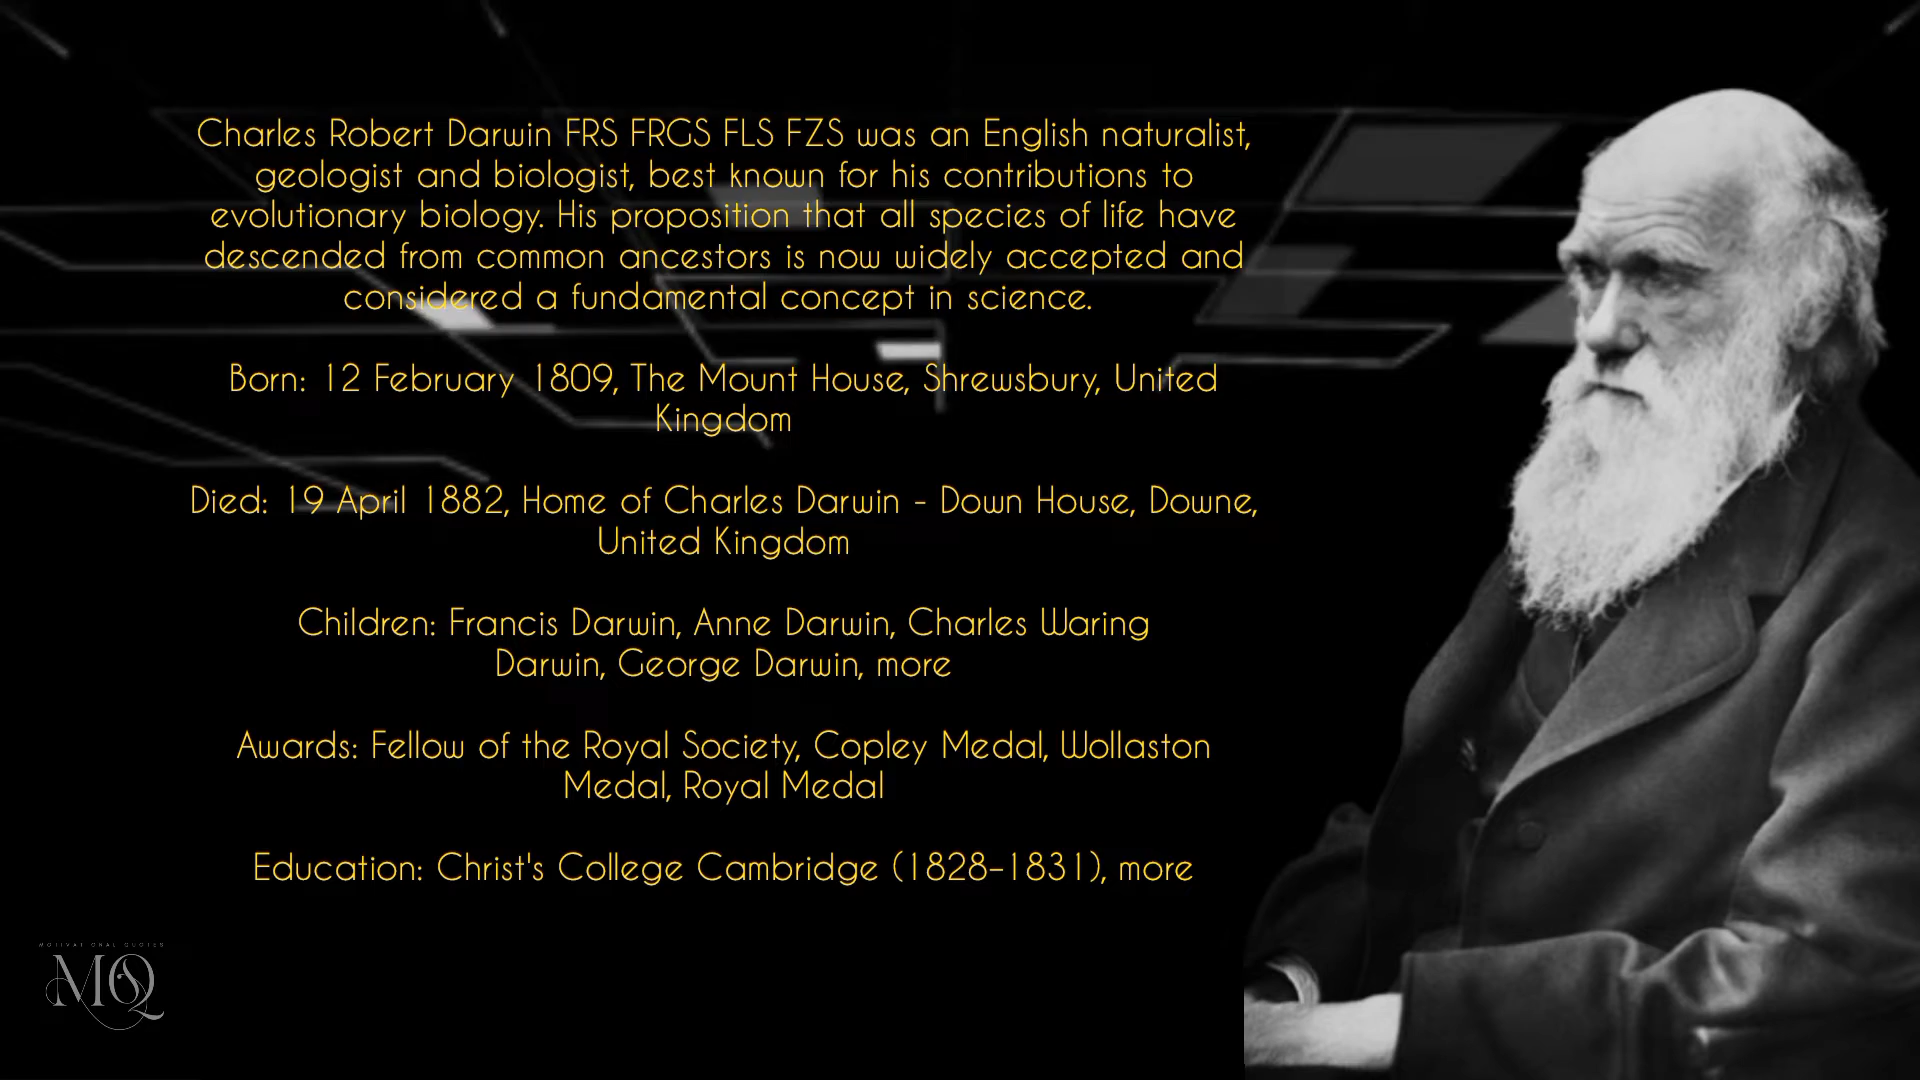 Charles Robert Darwin FRS FRGS FLS FZS was an English naturalist,
geologist and biologist, best known for his contributions to
evolutionary biology. His proposition that all species of life have
descended from common ancestors is now widely accepted and
considered a fundamental concept in science.
Born: 12 February 1809, The Mount House, Shrewsbury, United
Kingdom
Died: 19 April 1882, Home of Charles Darwin - Down House, Downe,
United Kingdom
Children: Francis Darwin, Anne Darwin, Charles Waring
Darwin, George Darwin, more
Awards: Fellow of the Royal Society, Copley Medal, Wollaston
Medal, Royal Medal
Education: Christ's College Cambridge (1828–1831), more
MOTIVATIONAL QUOTES
MQ